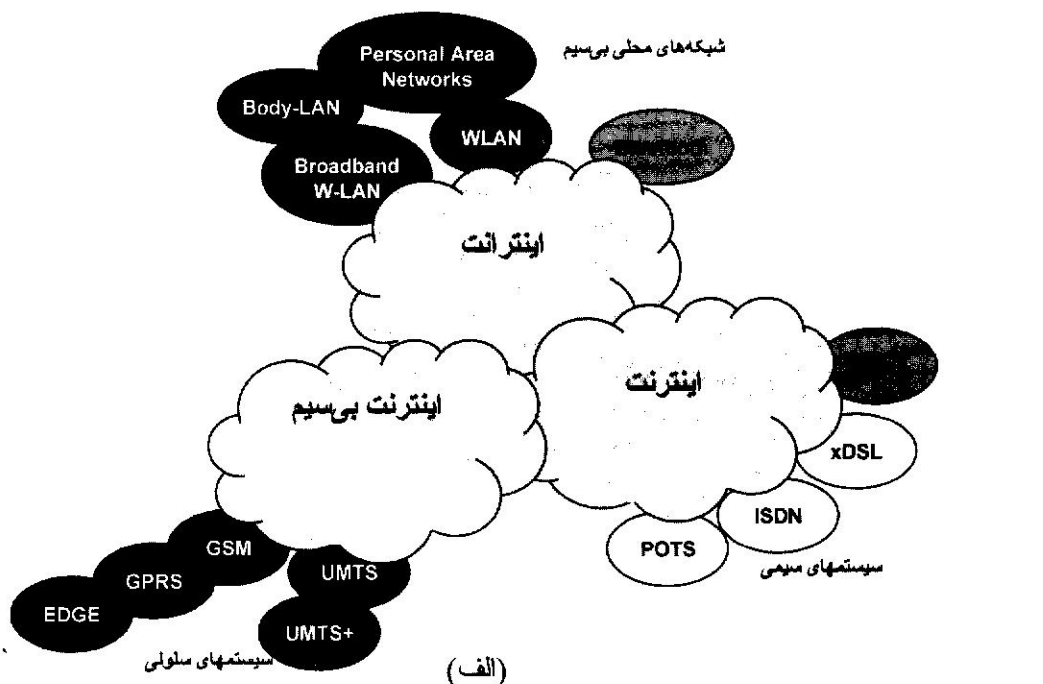 شبکه‌های محلی بی‌سیم
Personal Area
Networks
Body-LAN
WLAN
Broadband
W-LAN
اینترانت
اینترنت
اینترنت بی‌سیم
xDSL
ISDN
POTS
سیستمهای سیمی
GSM
GPRS
EDGE
UMTS
UMTS+
سیستمهای سلولی
(الف)